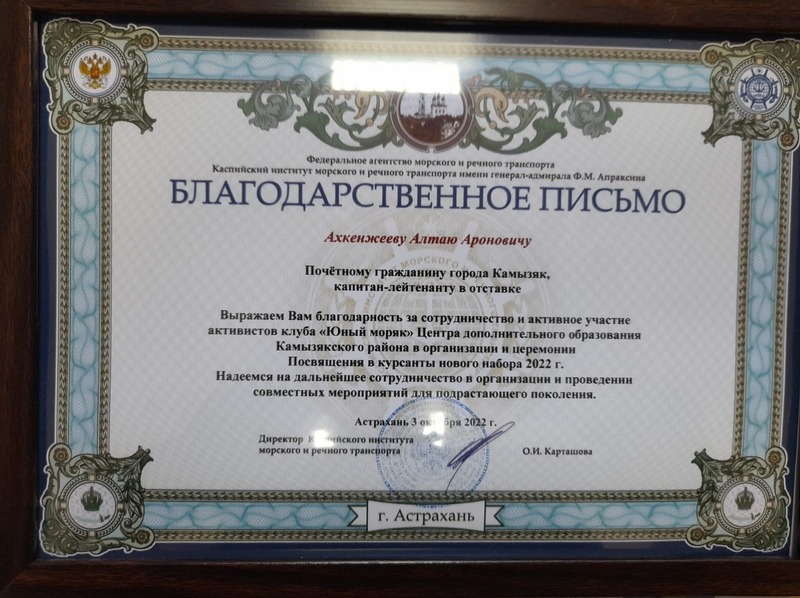 Федеральное агентство морского и речного транспорта
Каспийский институт морского и речного транспорта имени генерал-адмирала Ф.М. Апраксина
БЛАГОДАРСТВЕННОЕ ПИСЬМО
Ахкенжееву Алтаю Ароновичу
Почётному гражданину города Камызяк,
капитан-лейтенанту в отставке
Выражаем Вам благодарность за сотрудничество и активное участие
активистов клуба «Юный моряк» Центра дополнительного образования
Камызякского района в организации и церемонии
Посвящения в курсанты нового набора 2022 г.
Надеемся на дальнейшее сотрудничество в организации и проведении
совместных мероприятий для подрастающего поколения.
Астрахань 3 октября 2022 г.
Директор Каспийского института
морского и речного транспорта
О.И. Карташова
г. Астрахань